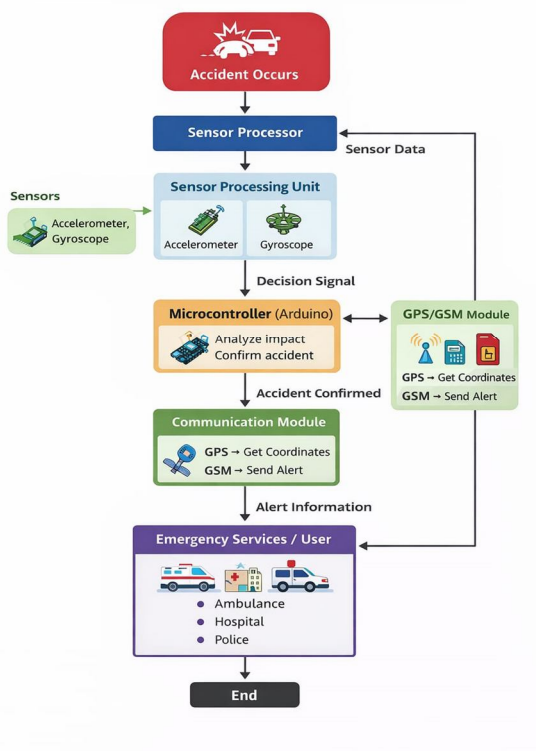 Accident Occurs
Sensor Processor
Sensor Data
Sensor Processing Unit
Sensors
Accelerometer,
Gyroscope
Accelerometer
Gyroscope
Decision Signal
Microcontroller (Arduino)
Analyze impact
Confirm accident
GPS/GSM Module
GPS → Get Coordinates
GSM → Send Alert
Accident Confirmed
Communication Module
GPS → Get Coordinates
GSM → Send Alert
Alert Information
Emergency Services / User
• Ambulance
• Hospital
• Police
End